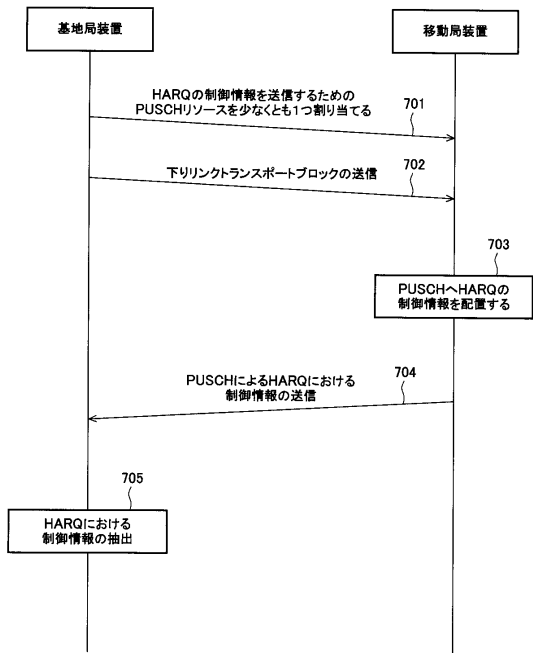 基地局装置
移動局装置
HARQの制御情報を送信するための
PUSCHリソースを少なくとも1つ割り当てる
701
下りリンクトランスポートブロックの送信
702
703
PUSCHへHARQの
制御情報を配置する
PUSCHによるHARQにおける
制御情報の送信
704
705
HARQにおける
制御情報の抽出